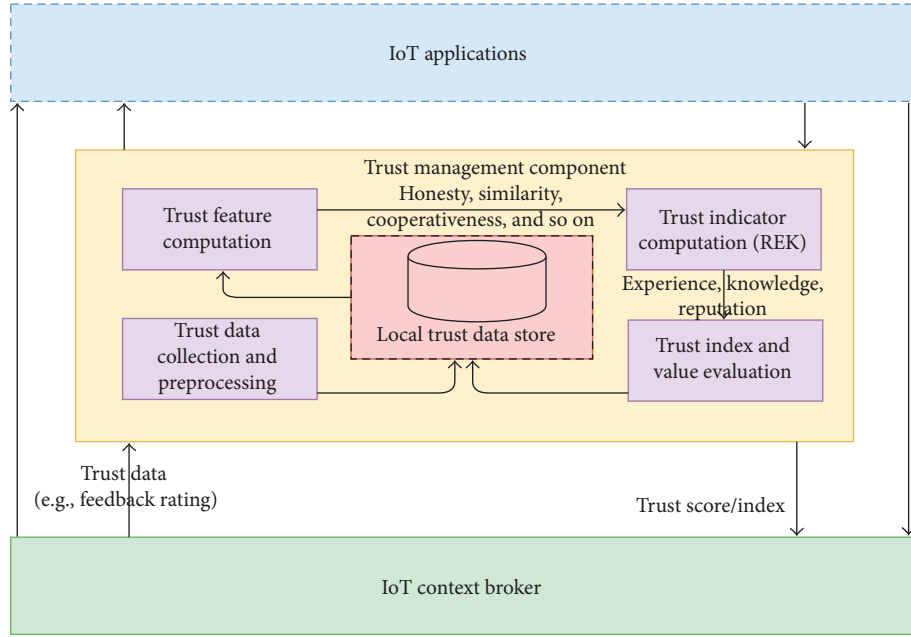 IoT applications
Trust management component
Honesty, similarity,
cooperativeness, and so on
Trust feature
computation
Trust indicator
computation (REK)
Experience, knowledge,
reputation
Local trust data store
Trust data
collection and
preprocessing
Trust index and
value evaluation
Trust data
(e.g., feedback rating)
Trust score/index
IoT context broker